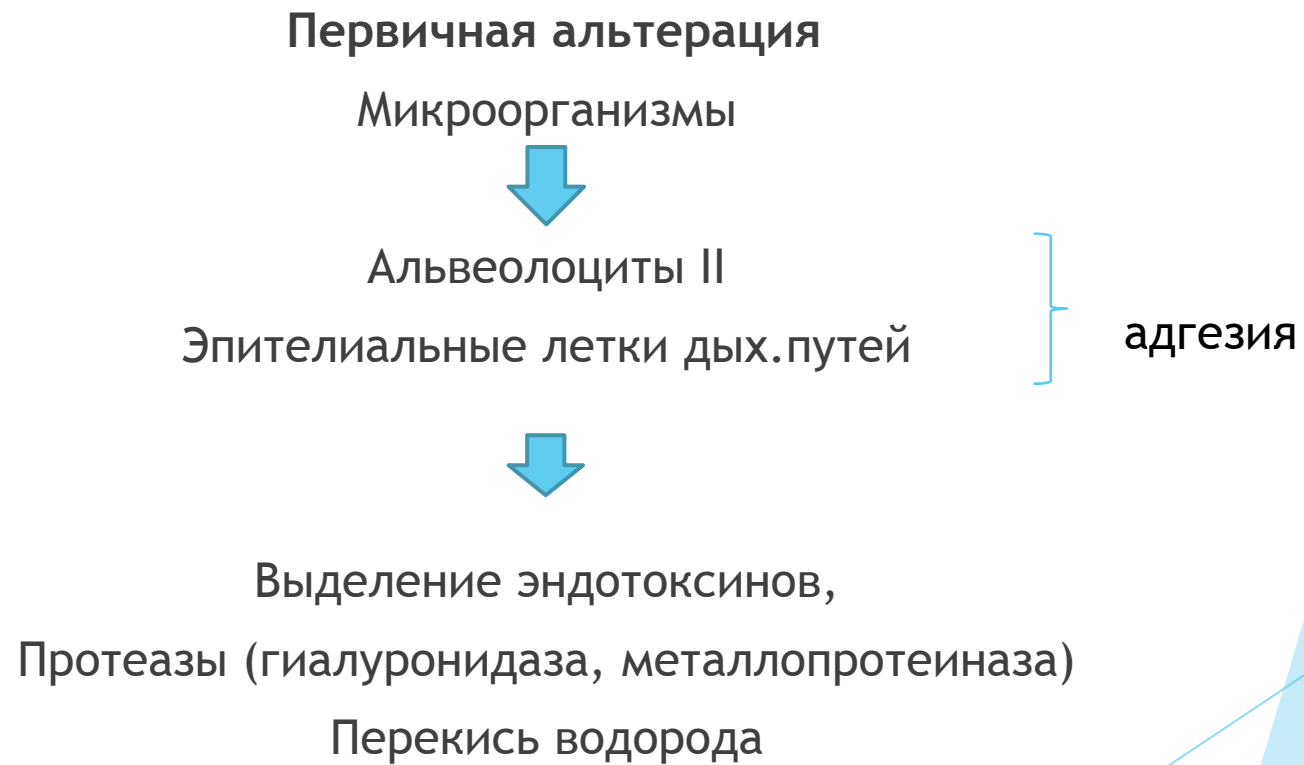 Первичная альтерация
Микроорганизмы
Альвеолоциты II
Эпителиальные летки дых.путей
адгезия
Выделение эндотоксинов,
Протеазы (гиалуронидаза, металлопротеиназа)
Перекись водорода